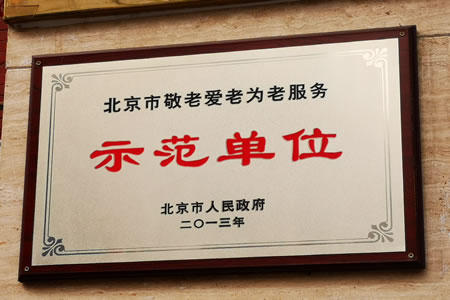 北京市敬老爱老为老服务
示范单位
北京市人民政府
二〇一三年